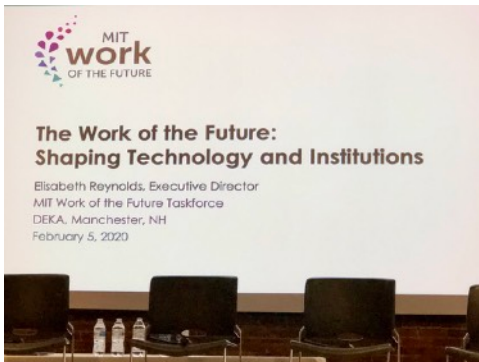 MIT
work
OF THE FUTURE
The Work of the Future:
Shaping Technology and Institutions
Elisabeth Reynolds, Executive Director
MIT Work of the Future Taskforce
DEKA, Manchester, NH
February 5, 2020